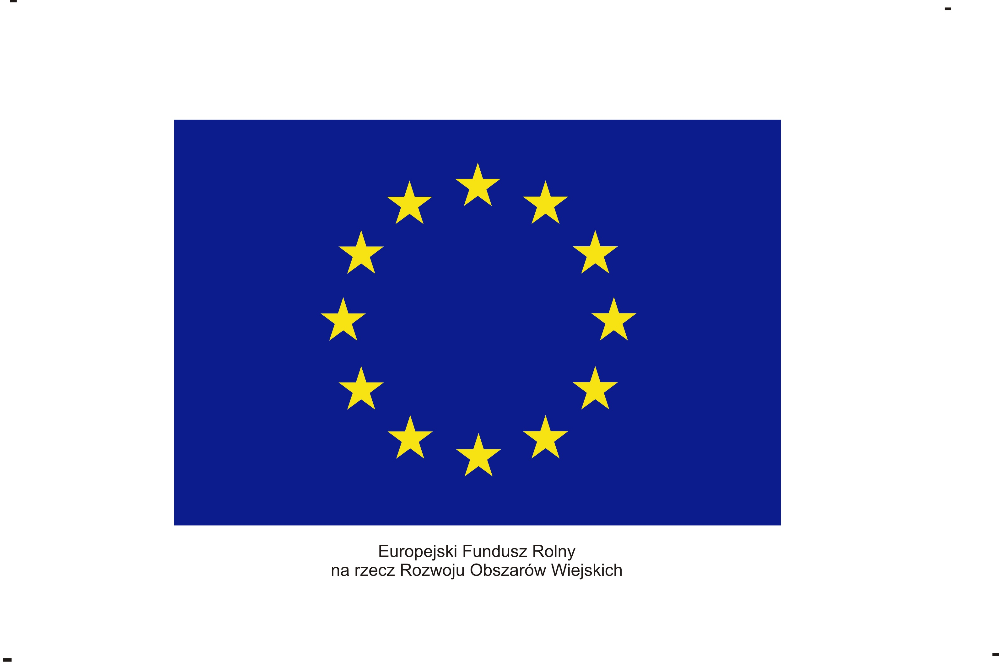 Europejski Fundusz Rolny
na rzecz Rozwoju Obszarów Wiejskich